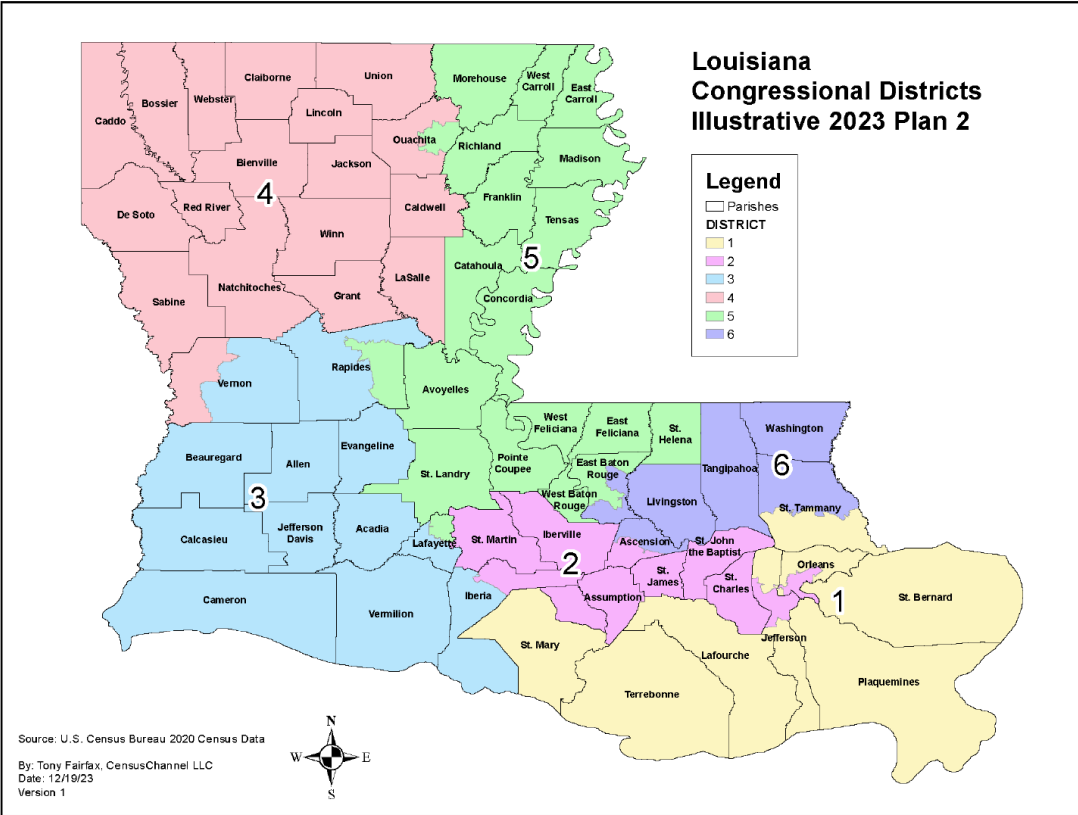 Louisiana
Congressional Districts
Illustrative 2023 Plan 2
Legend
Parishes
DISTRICT
1
2
3
4
5
6
Caddo
Bossier
Webster
Claiborne
Union
Lincoln
Ouachita
Bienville
Jackson
4
De Soto
Red River
Caldwell
Winn
Natchitoches
LaSalle
Sabine
Grant
Morehouse
West
Carroll
East
Carroll
Richland
Madison
Franklin
Tensas
5
Catahoula
Concordia
Vernon
Rapides
Avoyelles
West
Feliciana
East
Feliciana
St.
Helena
Washington
Tangipahoa
6
Beauregard
Allen
Evangeline
St. Landry
Pointe
Coupee
East Baton
Rouge
West Baton
Rouge
Livingston
St. Tammany
3
Calcasieu
Jefferson
Davis
Acadia
Lafayette
St. Martin
Iberville
Ascension
St. John
the Baptist
2
St.
James
St.
Charles
Orleans
1
St. Bernard
Cameron
Vermilion
Iberia
Assumption
St. Mary
Jefferson
Lafourche
Terrebonne
Plaquemines
N
W
E
S
Source: U.S. Census Bureau 2020 Census Data
By: Tony Fairfax, CensusChannel LLC
Date: 12/19/23
Version 1